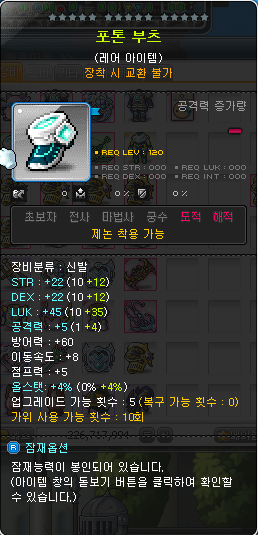 포톤 부츠
(레어 아이템)
장착 시 교환 불가
공격력 증가량
REQ LEV : 120
REQ STR : 000 REQ LUK : 000
REQ DEX : 000 REQ INT : 000
0 0 % 0 %
초보자 전사 마법사 궁수 도적 해적
제논 착용 가능
장비분류 : 신발
STR : +22 (10 +12)
DEX : +22 (10 +12)
LUK : +45 (10 +35)
공격력 : +5 (1 +4)
방어력 : +60
이동속도 : +8
점프력 : +5
올스탯: +4% (0% +4%)
업그레이드 가능 횟수 : 5 (복구 가능 횟수 : 0)
가위 사용 가능 횟수 : 10회
R 잠재옵션
잠재능력이 봉인되어 있습니다.
(아이템 창의 돋보기 버튼을 클릭하여 확인할
수 있습니다.)